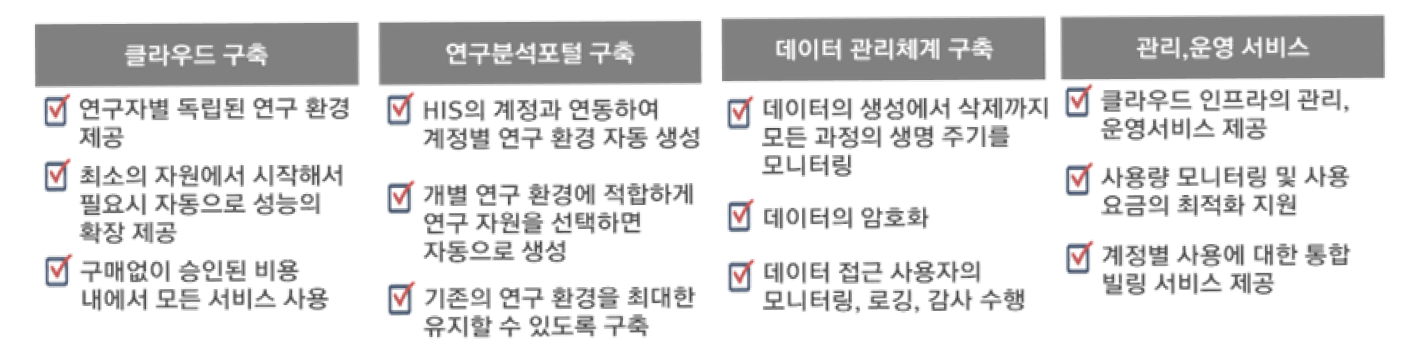 클라우드 구축
연구자별 독립된 연구 환경
제공
최소의 자원에서 시작해서
필요시 자동으로 성능의
확장 제공
구매없이 승인된 비용
내에서 모든 서비스 사용
연구분석포털 구축
HIS의 계정과 연동하여
계정별 연구 환경 자동 생성
개별 연구 환경에 적합하게
연구 자원을 선택하면
자동으로 생성
기존의 연구 환경을 최대한
유지할 수 있도록 구축
데이터 관리체계 구축
데이터의 생성에서 삭제까지
모든 과정의 생명 주기를
모니터링
데이터의 암호화
데이터 접근 사용자의
모니터링, 로깅, 감사 수행
관리,운영 서비스
클라우드 인프라의 관리,
운영서비스 제공
사용량 모니터링 및 사용
요금의 최적화 지원
계정별 사용에 대한 통합
빌링 서비스 제공